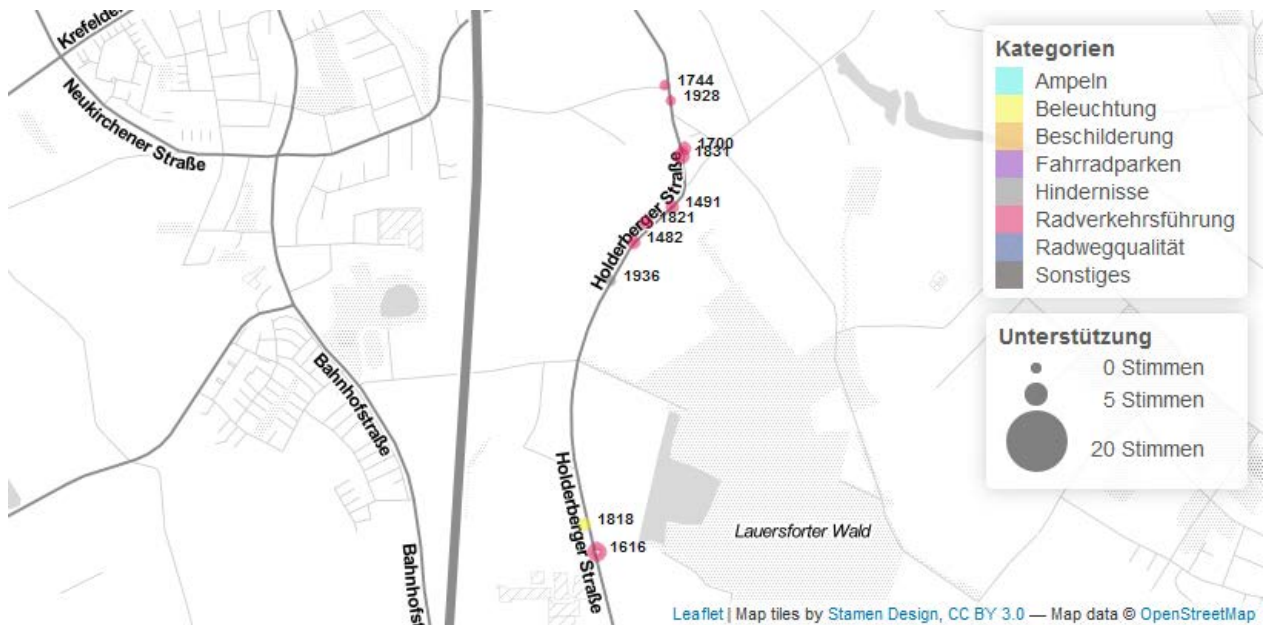 Krefelder
Neukirchener Straße
1744
1928
1700
1831
1491
1821
1482
1936
Holderberger Straße
Bahnhofstraße
Holderberger Straße
1818
1616
Lauersforter Wald
Bahnhofst
Kategorien
Ampeln
Beleuchtung
Beschilderung
Fahrradparken
Hindernisse
Radverkehrsführung
Radwegqualität
Sonstiges
Unterstützung
0 Stimmen
5 Stimmen
20 Stimmen
Leaflet | Map tiles by Stamen Design, CC BY 3.0 — Map data © OpenStreetMap